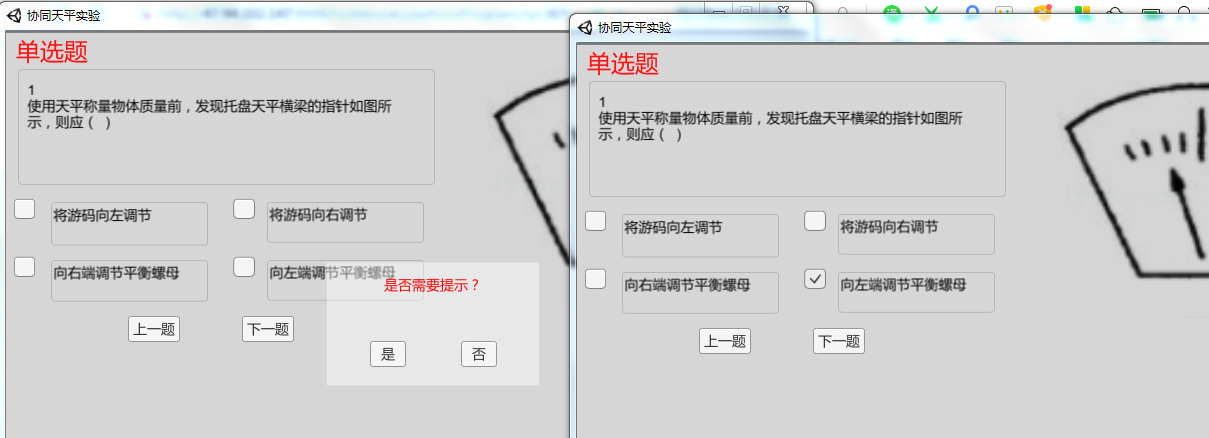 协同天平实验
单选题
1
使用天平称量物体质量前，发现托盘天平横梁的指针如图所
示，则应（ ）
将游码向左调节
将游码向右调节
向右端调节平衡螺母
向左端调节平衡螺母
是否需要提示？
上一题
下一题
是
否
协同天平实验
单选题
1
使用天平称量物体质量前，发现托盘天平横梁的指针如图所
示，则应（ ）
将游码向左调节
将游码向右调节
向右端调节平衡螺母
向左端调节平衡螺母
上一题
下一题